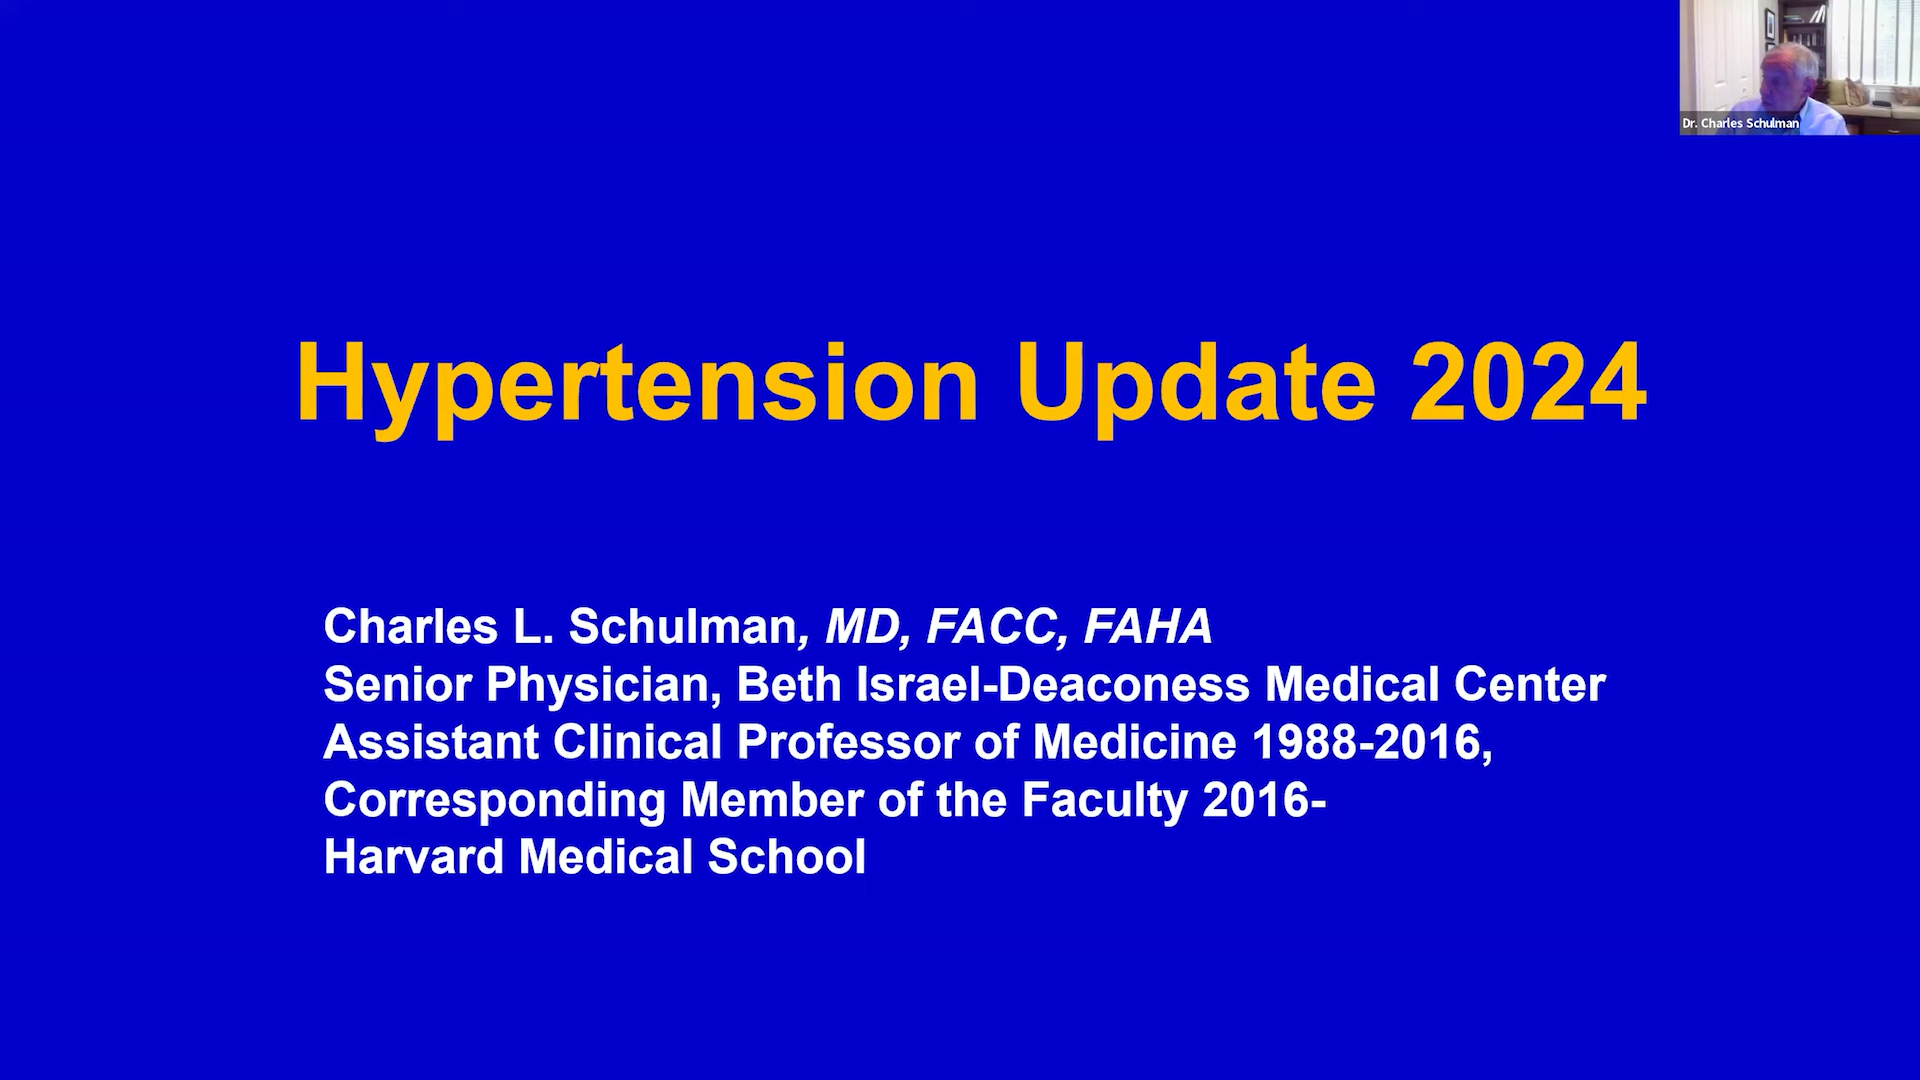 Dr. Charles Schulman
Hypertension Update 2024
Charles L. Schulman, MD, FACC, FAHA
Senior Physician, Beth Israel-Deaconess Medical Center
Assistant Clinical Professor of Medicine 1988-2016,
Corresponding Member of the Faculty 2016-
Harvard Medical School